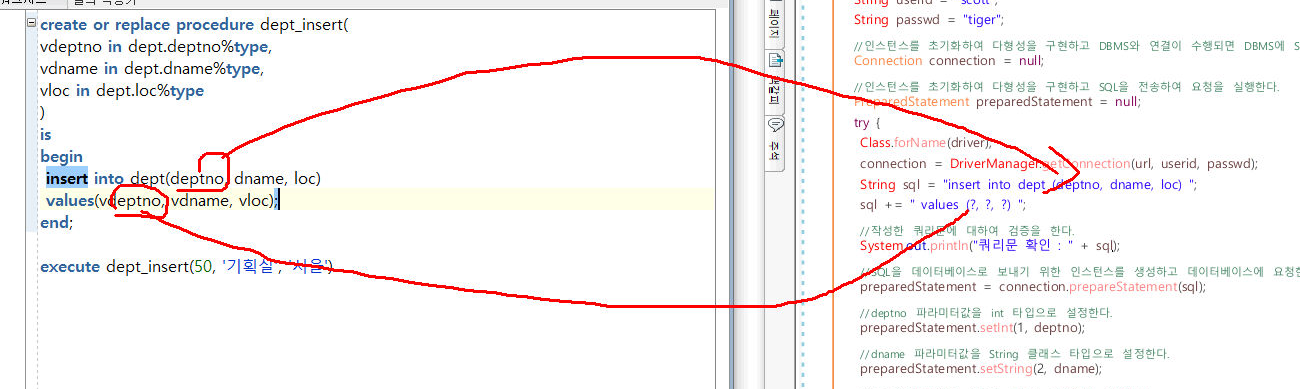 create or replace procedure dept_insert(
vdeptno in dept.deptno%type,
vdname in dept.dname%type,
vloc in dept.loc%type
)
is
begin
insert into dept(deptno, dname, loc)
values(vdeptno, vdname, vloc);
end;
execute dept_insert(50, '기획실', '서울')
페이지
책갈피
주석
String userid = "scott";
String passwd = "tiger";
//인스턴스를 초기화하여 다형성을 구현하고 DBMS와 연결이 수행되면 DBMS에 S
Connection connection = null;
//인스턴스를 초기화하여 다형성을 구현하고 SQL을 전송하여 요청을 실행한다.
PreparedStatement preparedStatement = null;
try {
Class.forName(driver);
connection = DriverManager.getConnection(url, userid, passwd);
String sql = "insert into dept (deptno, dname, loc) ";
sql += " values (?, ?, ?) ";
//작성한 쿼리문에 대하여 검증을 한다.
System.out.println("쿼리문 확인 : " + sql);
//SQL을 데이터베이스로 보내기 위한 인스턴스를 생성하고 데이터베이스에 요청한
preparedStatement = connection.prepareStatement(sql);
//deptno 파라미터값을 int 타입으로 설정한다.
preparedStatement.setInt(1, deptno);
//dname 파라미터값을 String 클래스 타입으로 설정한다.
preparedStatement.setString(2, dname);